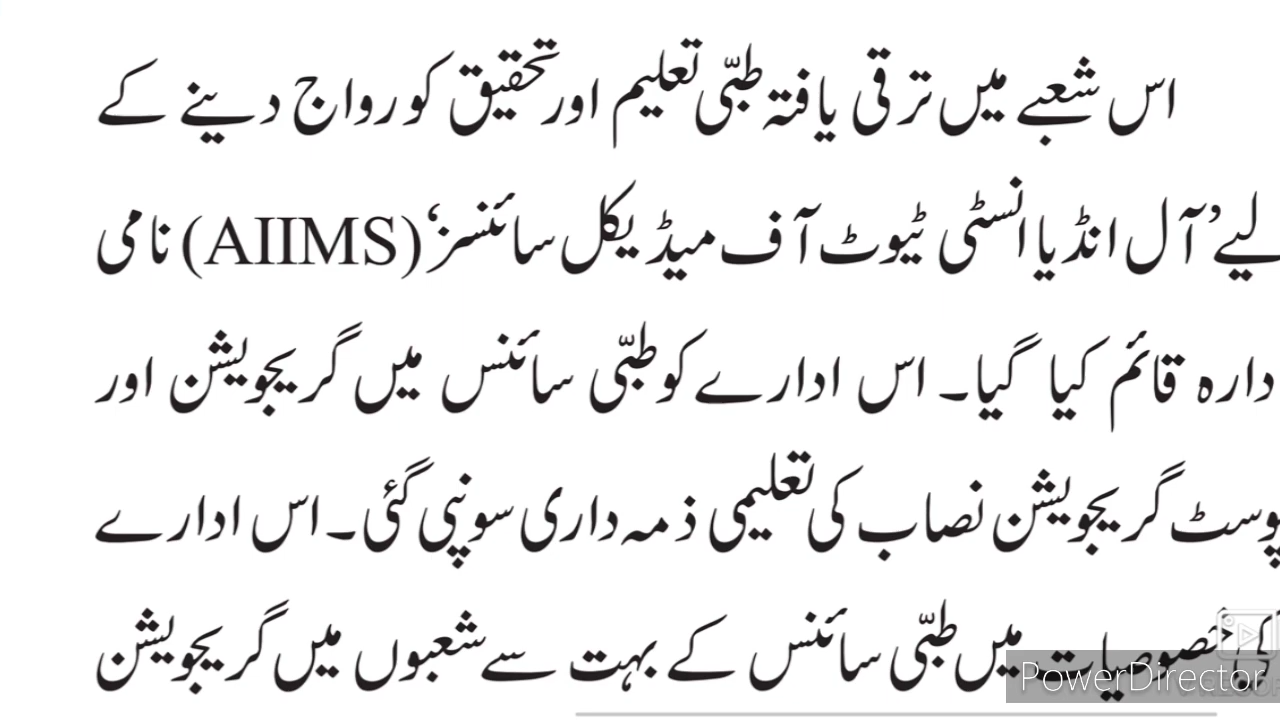 اس شعبے میں ترقی یافتہ طبّی تعلیم اور تحقیق کو رواج دینے کے
لیے ’آل انڈیا انسٹی ٹیوٹ آف میڈیکل سائنسز‘ (AIIMS) نامی
دارہ قائم کیا گیا۔ اس ادارے کو طبّی سائنس میں گریجویشن اور
پوسٹ گریجویشن نصاب کی تعلیمی ذمہ داری سونپی گئی۔ اس ادارے
کی خصوصیات میں طبّی سائنس کے بہت سے شعبوں میں گریجویشن
PowerDirector